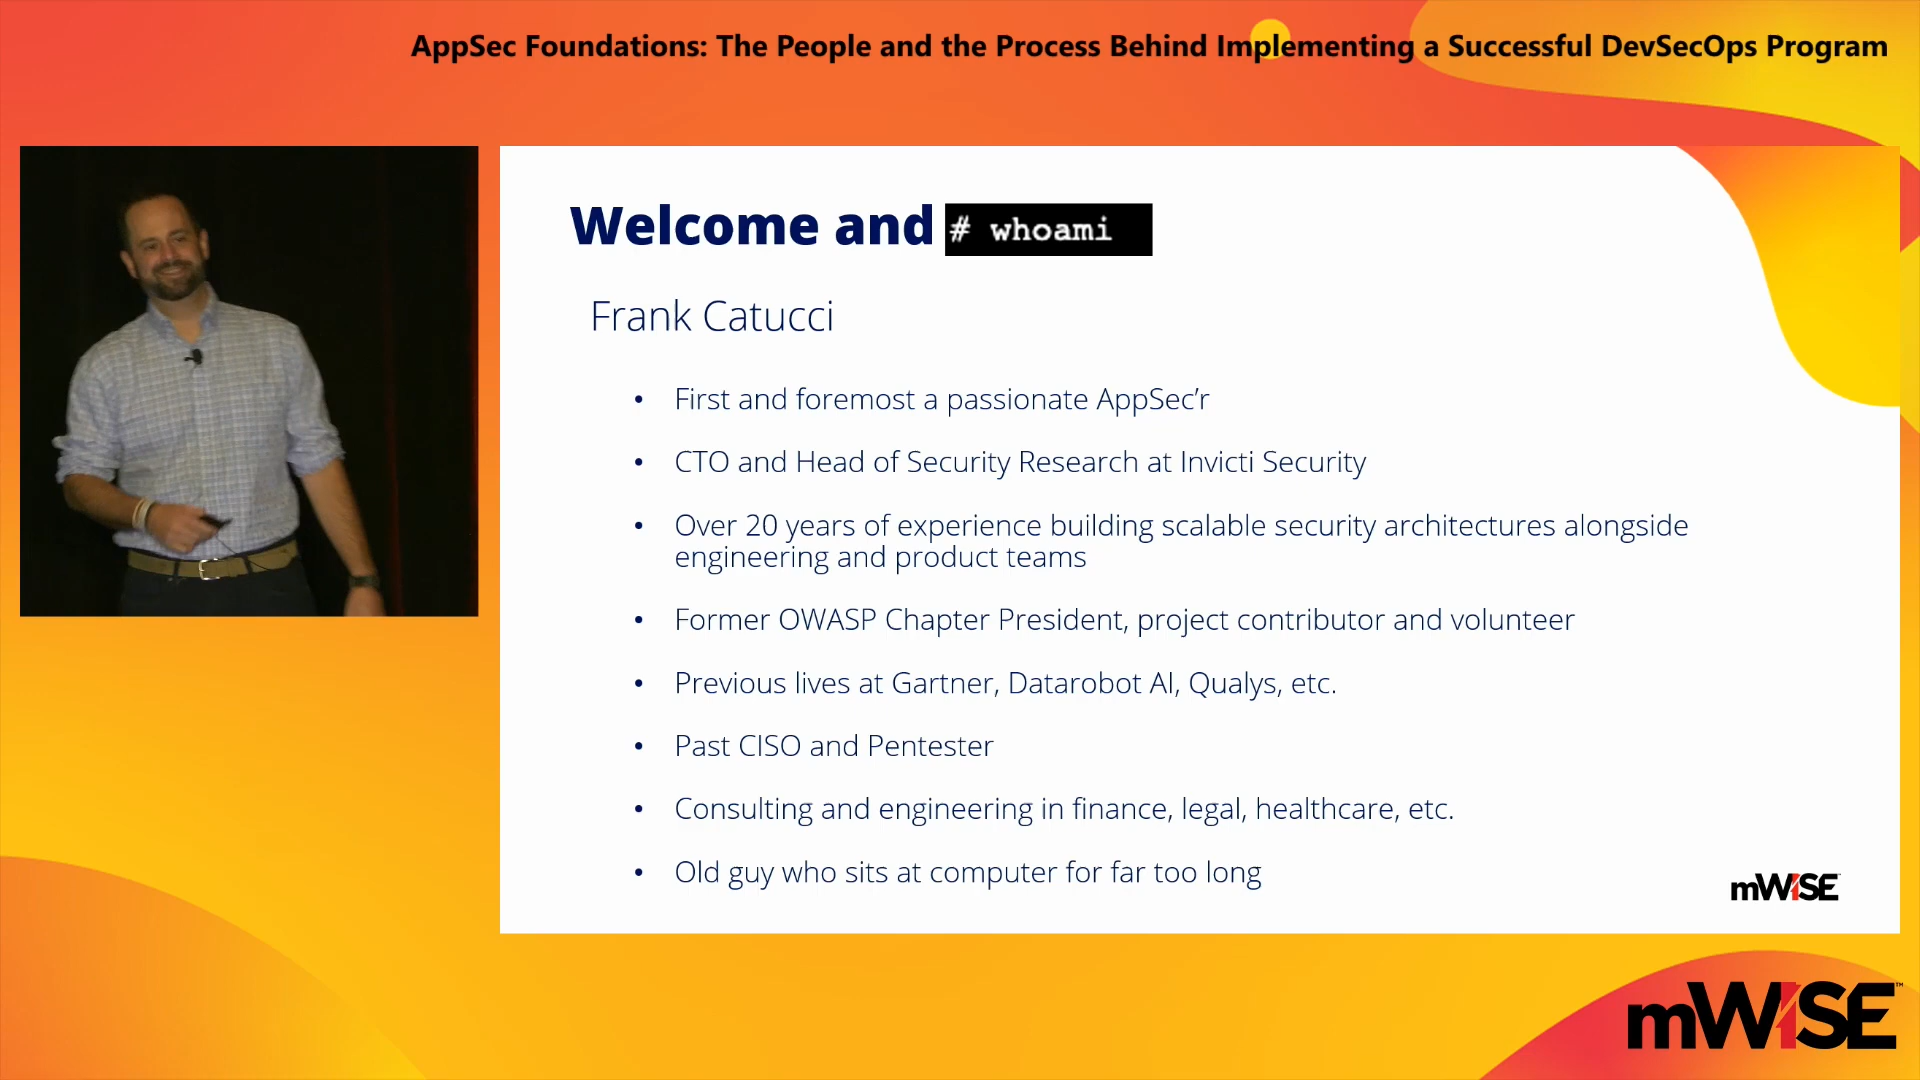 AppSec Foundations: The People and the Process Behind Implementing a Successful DevSecOps Program
Welcome and # whoami
Frank Catucci
• First and foremost a passionate AppSec’r
• CTO and Head of Security Research at Invicti Security
• Over 20 years of experience building scalable security architectures alongside
engineering and product teams
• Former OWASP Chapter President, project contributor and volunteer
• Previous lives at Gartner, Datarobot AI, Qualys, etc.
• Past CISO and Pentester
• Consulting and engineering in finance, legal, healthcare, etc.
• Old guy who sits at computer for far too long
mWISE
mWISE™